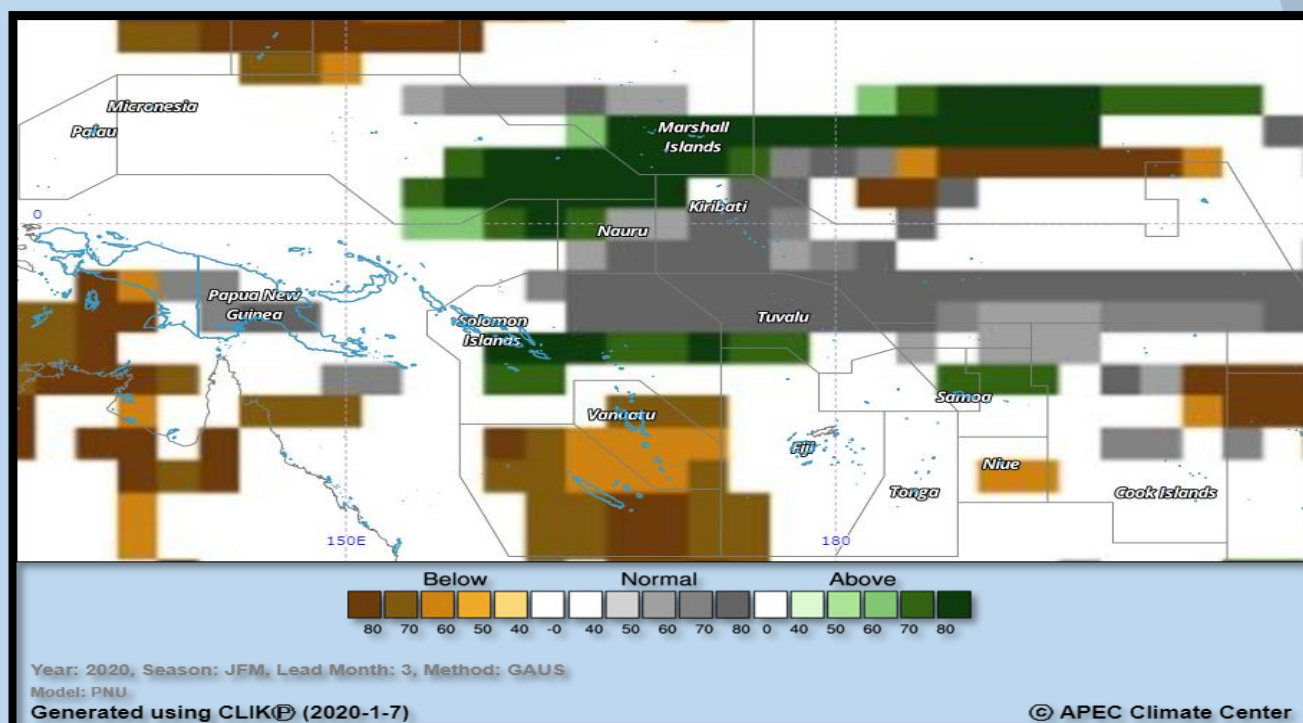 Micronesia
Palau
Marshall
Islands
0
Kiribati
Nauru
Papua New
Guinea
Solomon
Islands
Tuvalu
Vanuatu
Samoa
Fiji
Niue
Tonga
Cook Islands
150E
180
Below Normal Above
80 70 60 50 40 -0 40 50 60 70 80 0 40 50 60 70 80
Year: 2020, Season: JFM, Lead Month: 3, Method: GAUS
Model: PNU
Generated using CLIKⓅ (2020-1-7)
© APEC Climate Center